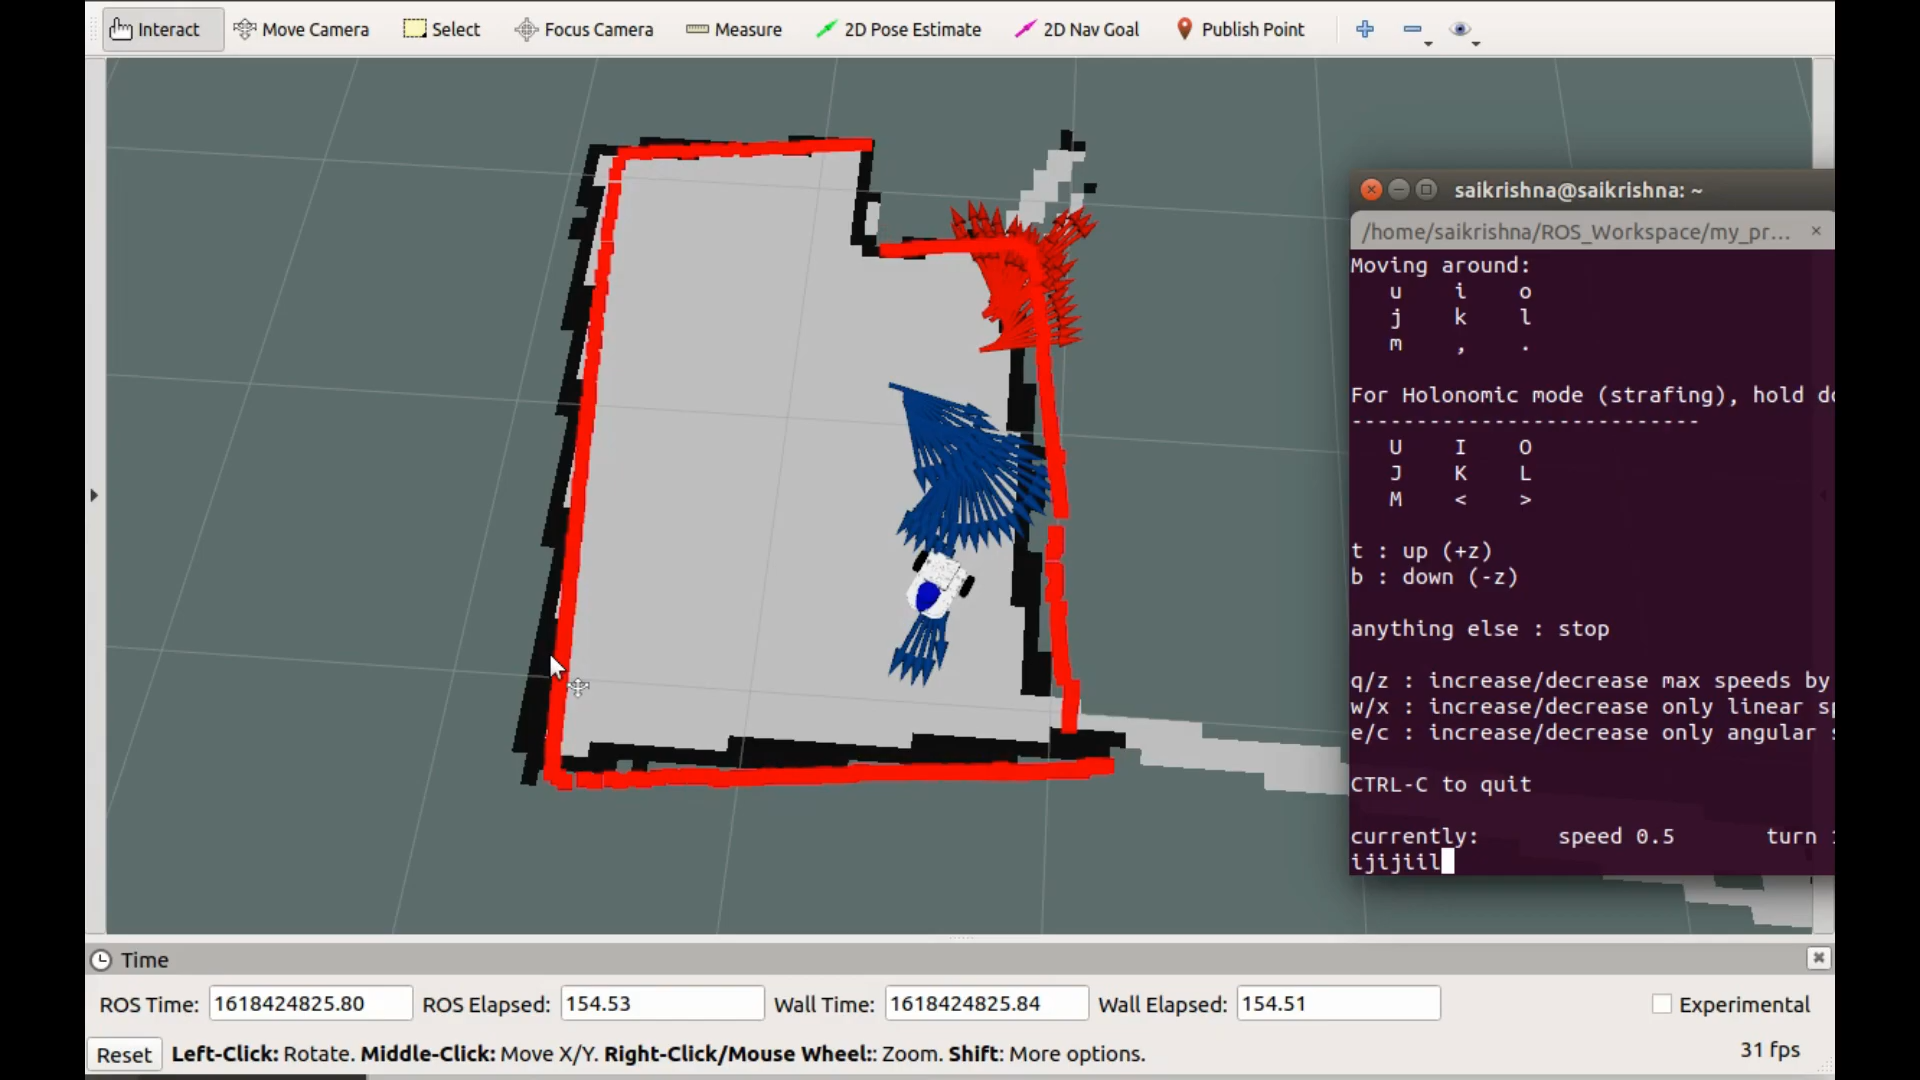 Interact Move Camera Select Focus Camera Measure 2D Pose Estimate 2D Nav Goal Publish Point
saikrishna@saikrishna: ~
/home/saikrishna/ROS_Workspace/my_pr... ×
Moving around:
u i o
j k l
m , .
For Holonomic mode (strafing), hold do
---------------------------
U I O
J K L
M < >
t : up (+z)
b : down (-z)
anything else : stop
q/z : increase/decrease max speeds by
w/x : increase/decrease only linear sp
e/c : increase/decrease only angular s
CTRL-C to quit
currently: speed 0.5 turn
ijijiil
Time
ROS Time: 1618424825.80 ROS Elapsed: 154.53 Wall Time: 1618424825.84 Wall Elapsed: 154.51 Experimental
Reset Left-Click: Rotate. Middle-Click: Move X/Y. Right-Click/Mouse Wheel:: Zoom. Shift: More options. 31 fps